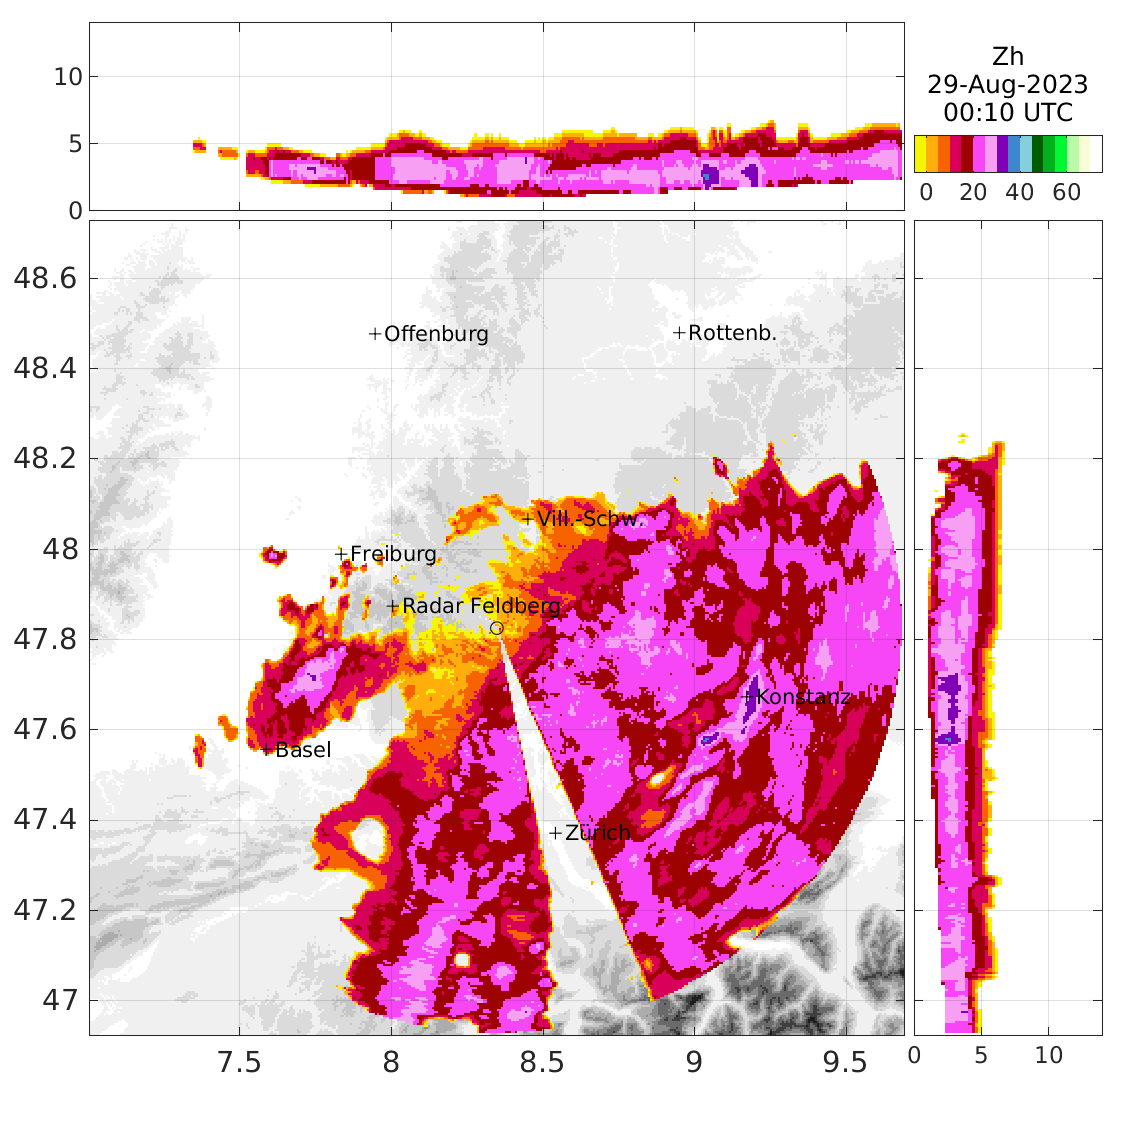 10
5
0
Zh
29-Aug-2023
00:10 UTC
0 20 40 60
48.6
48.4
48.2
48
47.8
47.6
47.4
47.2
47
+Offenburg
+Rottenb.
+Vill.-Schw.
+Freiburg
+Radar Feldberg
+Konstanz
+Basel
+Zürich
7.5 8 8.5 9 9.5
0 5 10